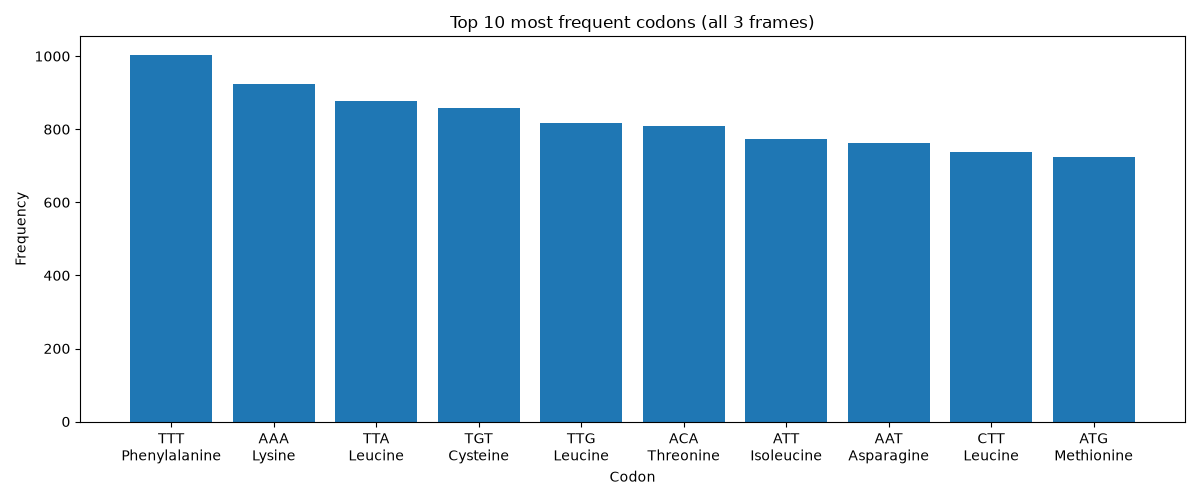 Top 10 most frequent codons (all 3 frames)
Frequency
1000
800
600
400
200
0
TTT AAA TTA TGT TTG ACA ATT AAT CTT ATG
Phenylalanine Lysine Leucine Cysteine Leucine Threonine Isoleucine Asparagine Leucine Methionine
Codon